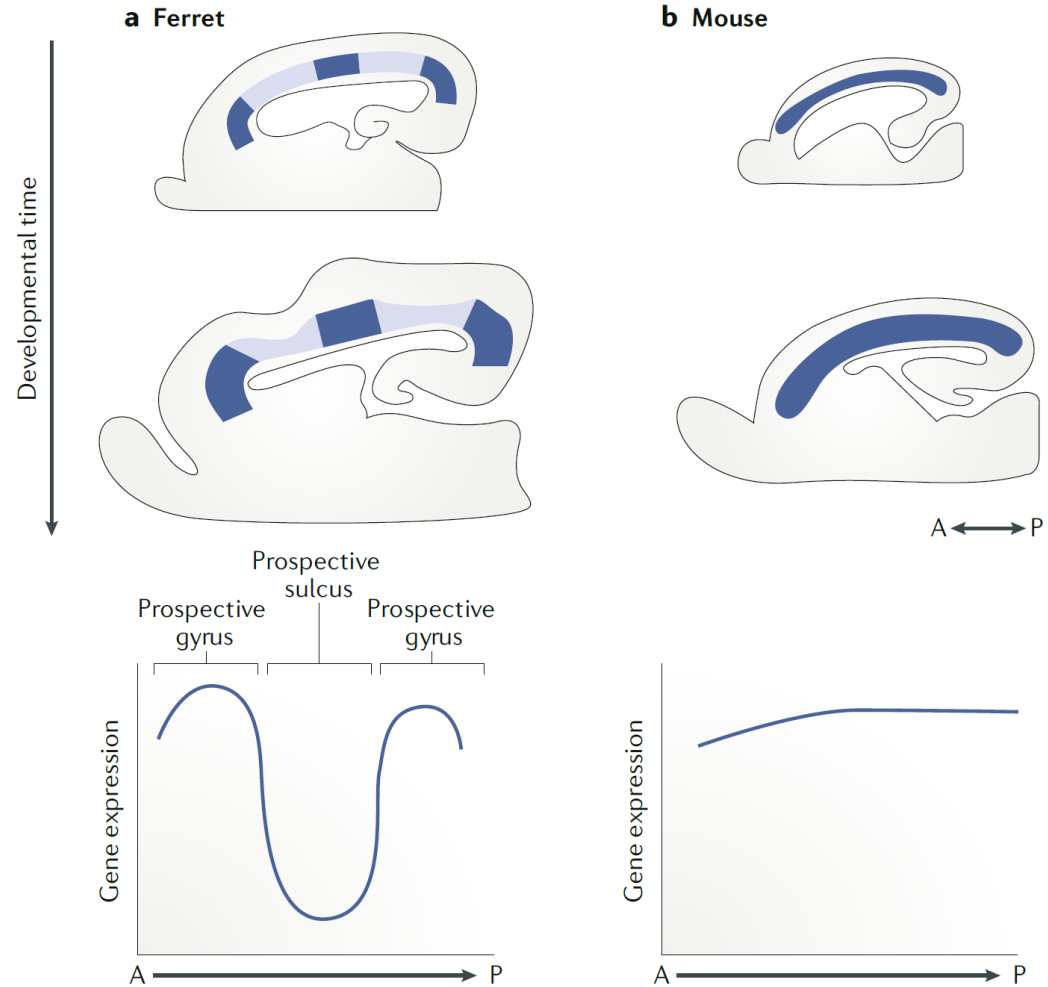 a Ferret
b Mouse
Developmental time
A
P
Prospective
sulcus
Prospective
gyrus
Prospective
gyrus
Gene expression
A
P
Gene expression
A
P